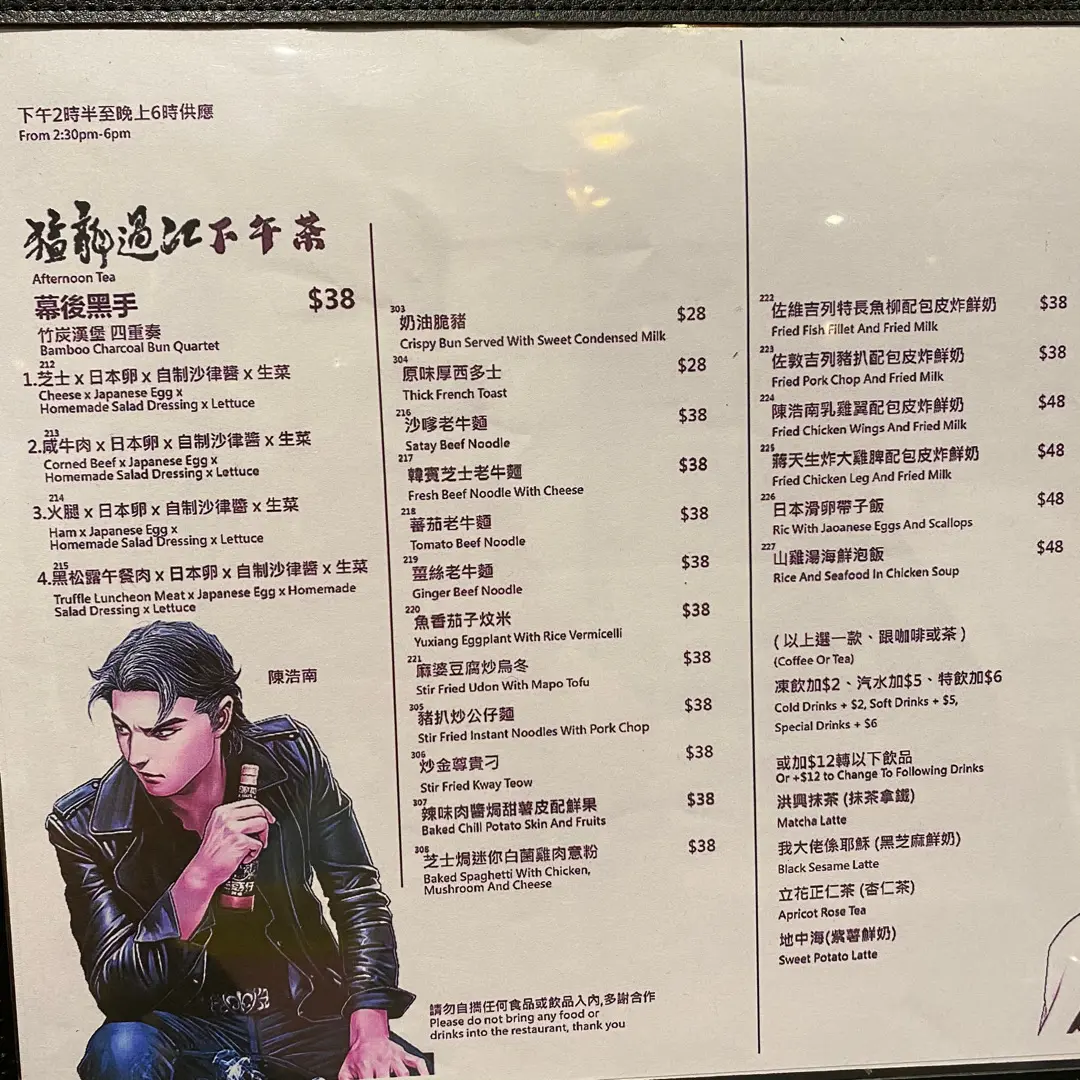 下午2時半至晚上6時供應
From 2:30pm-6pm
猛龍過江下午茶
Afternoon Tea
幕後黑手 $38
竹炭漢堡 四重奏
Bamboo Charcoal Bun Quartet
212
1.芝士 x 日本卵 x 自制沙律醬 x 生菜
Cheese x Japanese Egg x
Homemade Salad Dressing x Lettuce
213
2.咸牛肉 x 日本卵 x 自制沙律醬 x 生菜
Corned Beef x Japanese Egg x
Homemade Salad Dressing x Lettuce
214
3.火腿 x 日本卵 x 自制沙律醬 x 生菜
Ham x Japanese Egg x
Homemade Salad Dressing x Lettuce
215
4.黑松露午餐肉 x 日本卵 x 自制沙律醬 x 生菜
Truffle Luncheon Meat x Japanese Egg x Homemade
Salad Dressing x Lettuce
陳浩南
303
奶油脆豬 $28
Crispy Bun Served With Sweet Condensed Milk
304
原味厚西多士 $28
Thick French Toast
216
沙嗲老牛麵 $38
Satay Beef Noodle
217
韓賓芝士老牛麵 $38
Fresh Beef Noodle With Cheese
218
蕃茄老牛麵 $38
Tomato Beef Noodle
219
薑絲老牛麵 $38
Ginger Beef Noodle
220
魚香茄子炆米 $38
Yuxiang Eggplant With Rice Vermicelli
221
麻婆豆腐炒烏冬 $38
Stir Fried Udon With Mapo Tofu
305
豬扒炒公仔麵 $38
Stir Fried Instant Noodles With Pork Chop
306
炒金尊貴刁 $38
Stir Fried Kway Teow
307
辣味肉醬焗甜薯皮配鮮果 $38
Baked Chill Potato Skin And Fruits
308
芝士焗迷你白菌雞肉意粉 $38
Baked Spaghetti With Chicken,
Mushroom And Cheese
請勿自攜任何食品或飲品入內,多謝合作
Please do not bring any food or
drinks into the restaurant, thank you
222
佐維吉列特長魚柳配包皮炸鮮奶 $38
Fried Fish Fillet And Fried Milk
223
佐敦吉列豬扒配包皮炸鮮奶 $38
Fried Pork Chop And Fried Milk
224
陳浩南乳雞翼配包皮炸鮮奶 $48
Fried Chicken Wings And Fried Milk
225
蔣天生炸大雞脾配包皮炸鮮奶 $48
Fried Chicken Leg And Fried Milk
226
日本滑卵帶子飯 $48
Ric With Jaoanese Eggs And Scallops
227
山雞湯海鮮泡飯 $48
Rice And Seafood In Chicken Soup
( 以上選一款、跟咖啡或茶 )
(Coffee Or Tea)
凍飲加$2、汽水加$5、特飲加$6
Cold Drinks + $2, Soft Drinks + $5,
Special Drinks + $6
或加$12轉以下飲品
Or +$12 to Change To Following Drinks
洪興抹茶 (抹茶拿鐵)
Matcha Latte
我大佬係耶穌 (黑芝麻鮮奶)
Black Sesame Latte
立花正仁茶 (杏仁茶)
Apricot Rose Tea
地中海(紫薯鮮奶)
Sweet Potato Latte